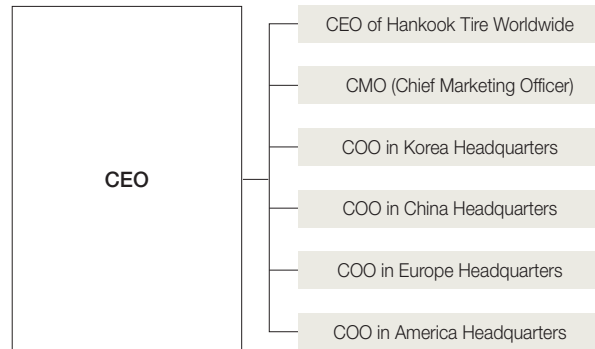 CEO
CEO of Hankook Tire Worldwide
CMO (Chief Marketing Officer)
COO in Korea Headquarters
COO in China Headquarters
COO in Europe Headquarters
COO in America Headquarters